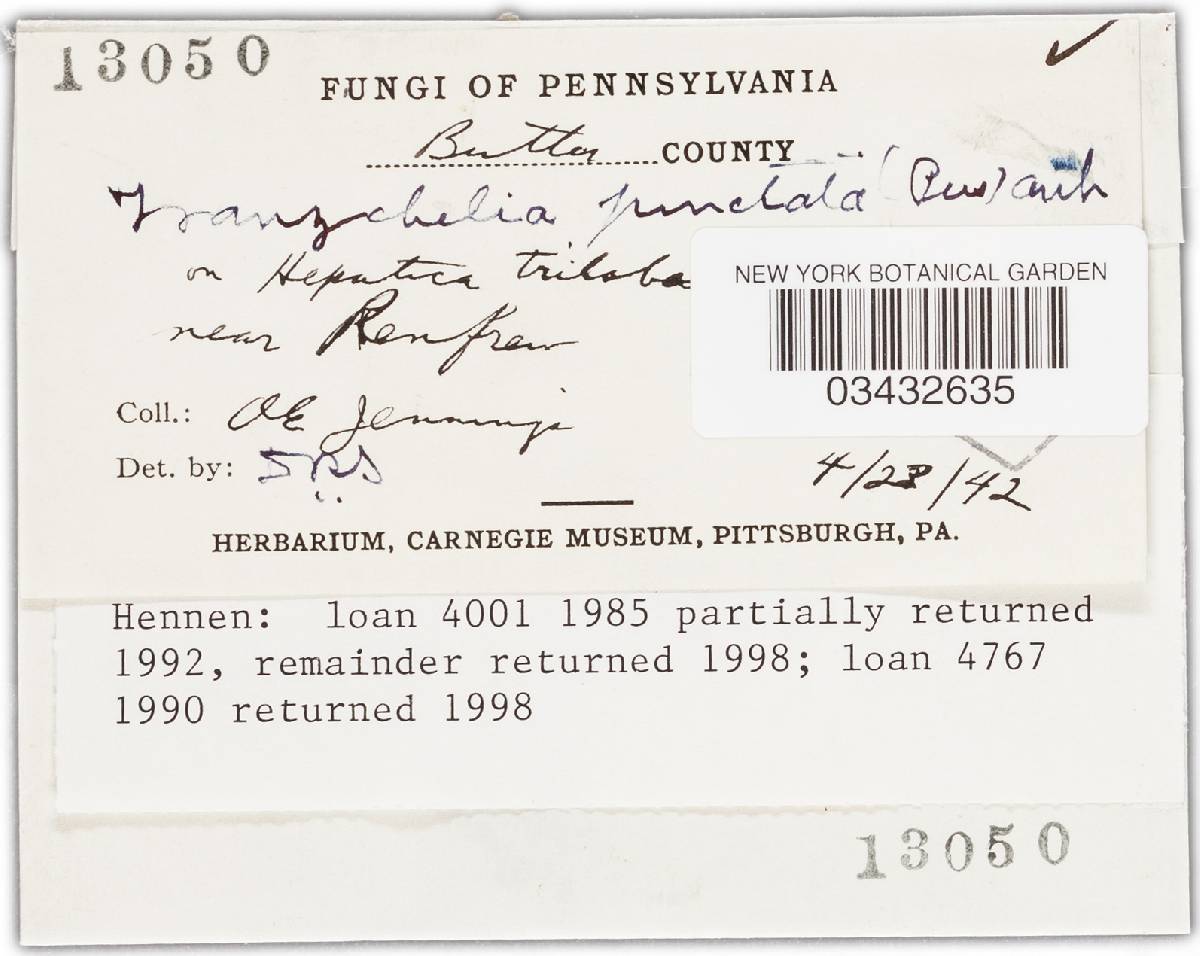 13050
FUNGI OF PENNSYLVANIA
Butler COUNTY
Tranzchelia punctata (Pers) Arth
on Hepatica triloba
near Renfrew
NEW YORK BOTANICAL GARDEN
03432635
Coll.: OE Jennings
Det. by:
4/28/42
HERBARIUM, CARNEGIE MUSEUM, PITTSBURGH, PA.
Hennen: loan 4001 1985 partially returned
1992, remainder returned 1998; loan 4767
1990 returned 1998
13050